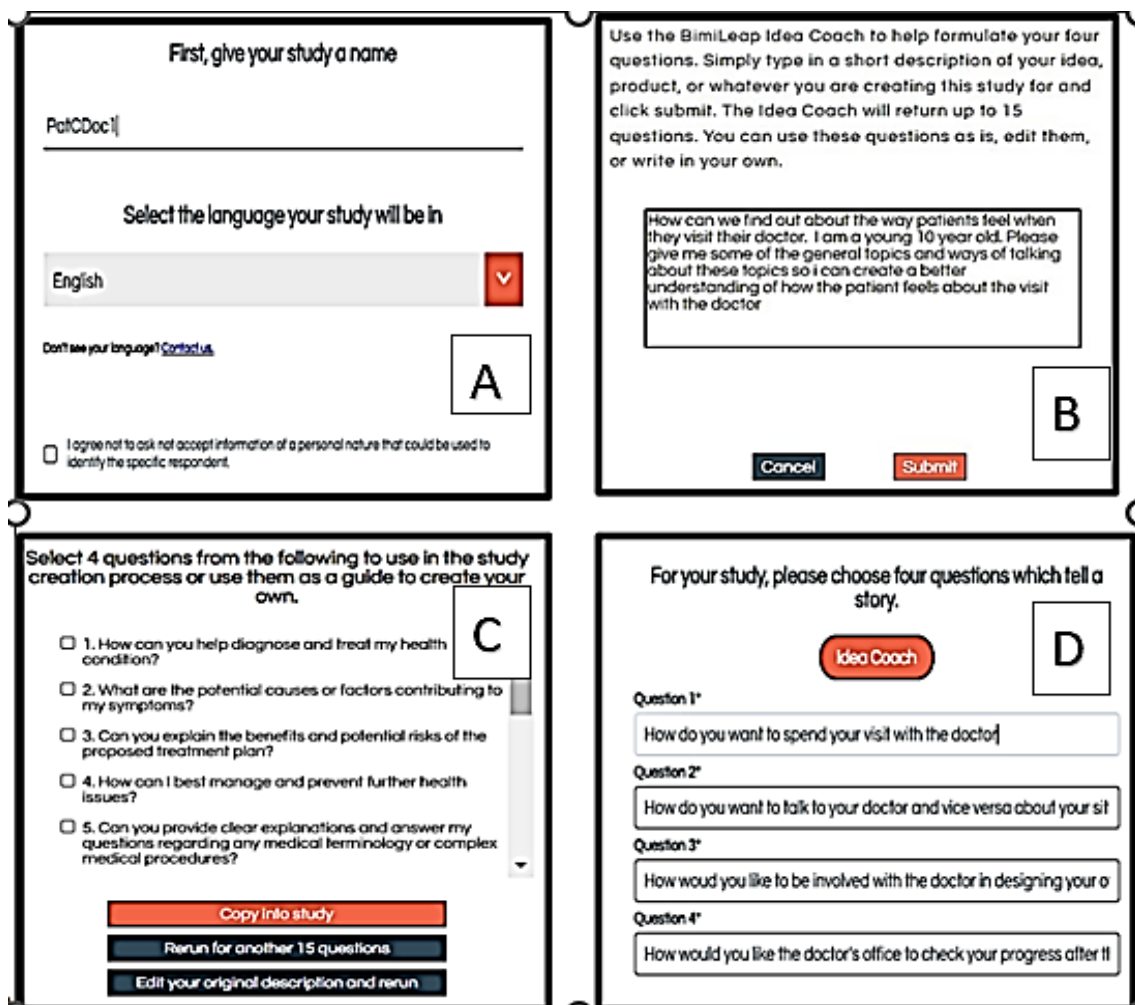 First, give your study a name
PatCDoc1
Select the language your study will be in
English
Don't see your language? Contact us.
A
I agree not to ask not accept information of a personal nature that could be used to
identify the specific respondent.
Use the BimiLeap Idea Coach to help formulate your four
questions. Simply type in a short description of your idea,
product, or whatever you are creating this study for and
click submit. The Idea Coach will return up to 15
questions. You can use these questions as is, edit them,
or write in your own.
How can we find out about the way patients feel when
they visit their doctor. I am a young 10 year old. Please
give me some of the general topics and ways of talking
about these topics so i can create a better
understanding of how the patient feels about the visit
with the doctor
B
Cancel
Submit
Select 4 questions from the following to use in the study
creation process or use them as a guide to create your
own.
C
1. How can you help diagnose and treat my health
condition?
2. What are the potential causes or factors contributing to
my symptoms?
3. Can you explain the benefits and potential risks of the
proposed treatment plan?
4. How can I best manage and prevent further health
issues?
5. Can you provide clear explanations and answer my
questions regarding any medical terminology or complex
medical procedures?
Copy into study
Rerun for another 15 questions
Edit your original description and rerun
For your study, please choose four questions which tell a
story.
D
Idea Coach
Question 1*
How do you want to spend your visit with the doctor
Question 2*
How do you want to talk to your doctor and vice versa about your sit
Question 3*
How woud you like to be involved with the doctor in designing your o
Question 4*
How would you like the doctor's office to check your progress after th